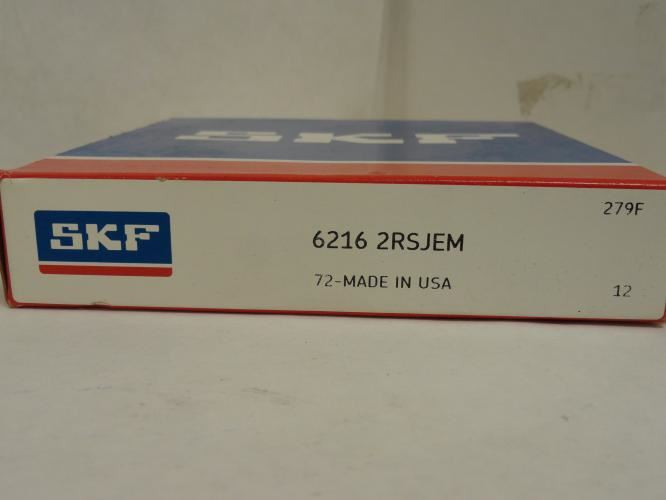 SKF
279F
SKF
6216 2RSJEM
72-MADE IN USA
12